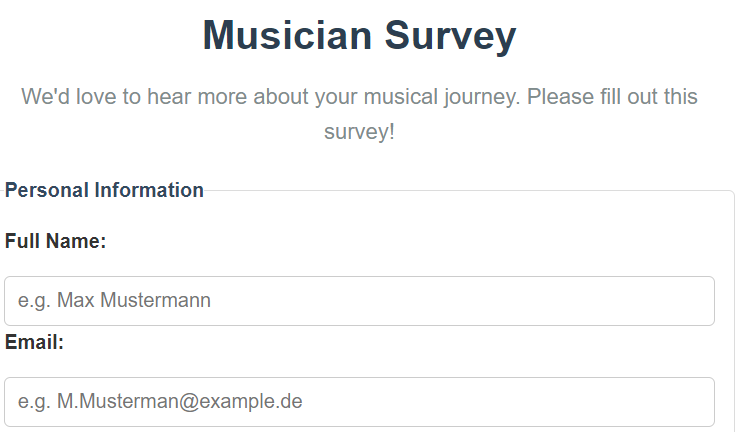 Musician Survey
We'd love to hear more about your musical journey. Please fill out this
survey!
Personal Information
Full Name:
e.g. Max Mustermann
Email:
e.g. M.Musterman@example.de